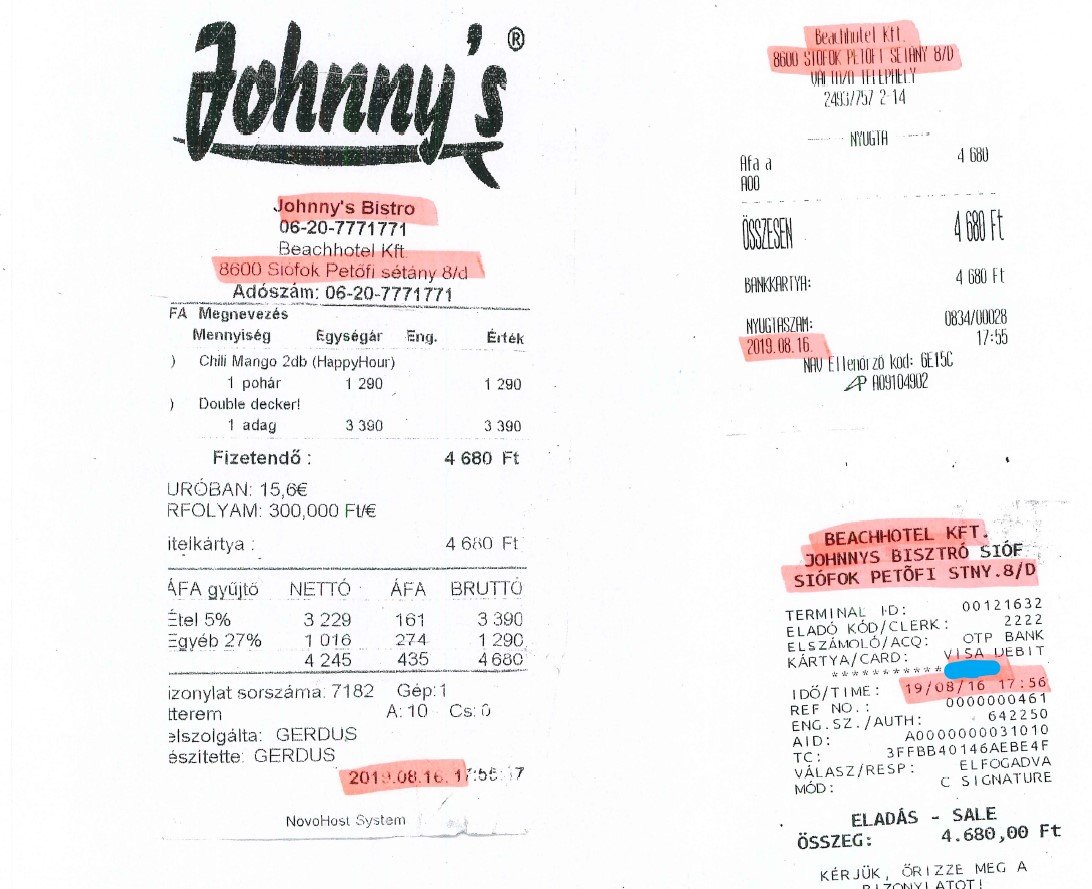 Johnny's ®
Johnny's Bistro
06-20-7771771
Beachhotel Kft.
8600 Siófok Petőfi sétány 8/d
Adószám: 06-20-7771771
FA Megnevezés
Mennyiség Egységár Eng. Érték
) Chili Mango 2db (HappyHour)
1 pohár 1 290 1 290
) Double decker!
1 adag 3 390 3 390
Fizetendő : 4 680 Ft
URÓBAN: 15,6€
RFOLYAM: 300,000 Ft/€
itelkártya : 4 680 Ft
ÁFA gyűjtő NETTÓ ÁFA BRUTTÓ
Étel 5% 3 229 161 3 390
Egyéb 27% 1 016 274 1 290
4 245 435 4 680
izonylat sorszáma: 7182 Gép:1
tterem A: 10 Cs: 0
elszolgálta: GERDUS
észítette: GERDUS
2019.08.16. 17:55:17
NovoHost System
Beachhotel Kft.
8600 SIÓFOK PETŐFI SÉTÁNY 8/D
VÁLTOZÓ TELEPHELY
2493/757 2-14
NYUGTA
Áfa a 4 680
A00
ÖSSZESEN 4 680 Ft
BANKKÁRTYA: 4 680 Ft
NYUGTASZÁM: 0834/00028
2019.08.16. 17:55
NAV Ellenőrző kód: 6E15C
AP A09104902
BEACHHOTEL KFT.
JOHNNYS BISZTRÓ SIÓF
SIÓFOK PETÕFI STNY.8/D
TERMINAL ID: 00121632
ELADÓ KÓD/CLERK: 2222
ELSZÁMOLÓ/ACQ: OTP BANK
KÁRTYA/CARD: VISA DEBIT
***********
IDŐ/TIME: 19/08/16 17:56
REF NO.: 0000000461
ENG.SZ./AUTH: 642250
AID: A0000000031010
TC: 3FFBB40146AEBE4F
VÁLASZ/RESP: ELFOGADVA
MÓD: C SIGNATURE
ELADÁS - SALE
ÖSSZEG: 4.680,00 Ft
KÉRJÜK, ŐRIZZE MEG A
BIZONYLATOT!